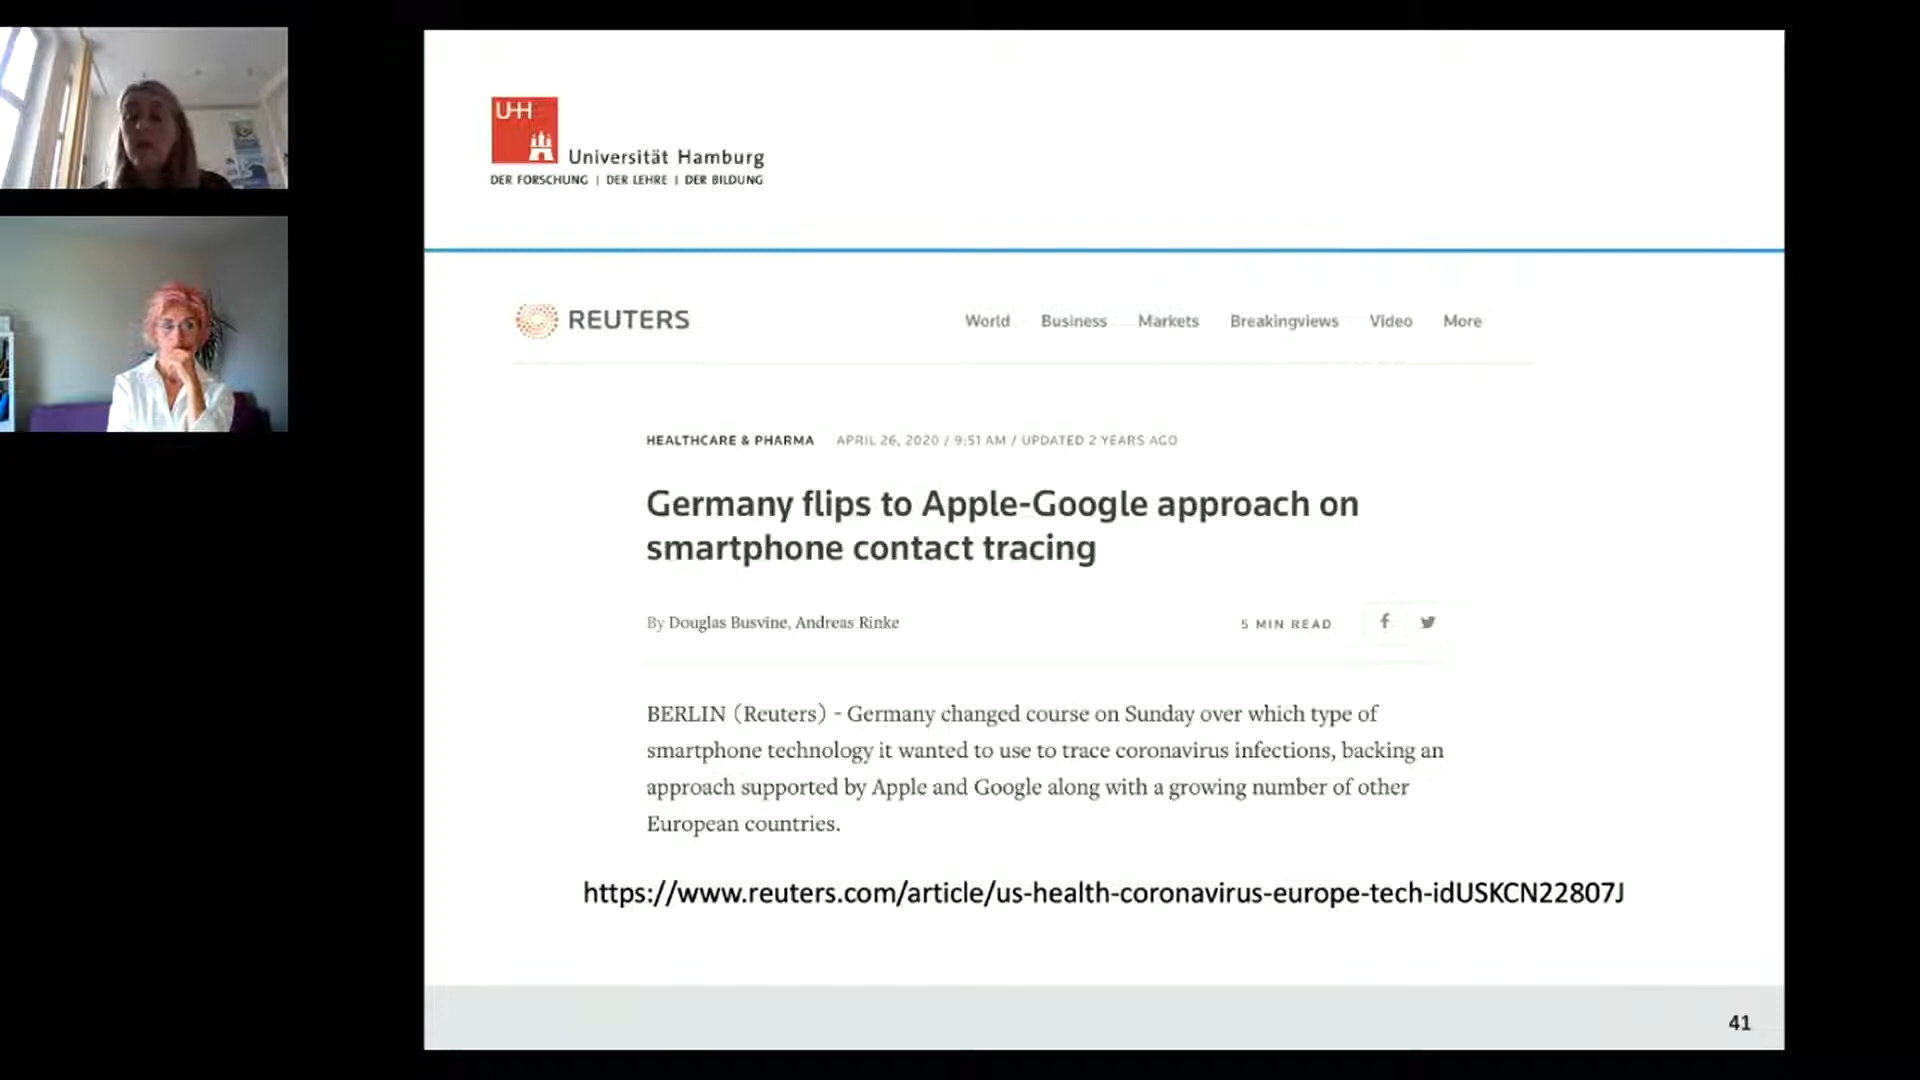 UHH
Universität Hamburg
DER FORSCHUNG | DER LEHRE | DER BILDUNG
REUTERS
World Business Markets Breakingviews Video More
HEALTHCARE & PHARMA APRIL 26, 2020 / 9:51 AM / UPDATED 2 YEARS AGO
Germany flips to Apple-Google approach on
smartphone contact tracing
By Douglas Busvine, Andreas Rinke
5 MIN READ
BERLIN (Reuters) - Germany changed course on Sunday over which type of
smartphone technology it wanted to use to trace coronavirus infections, backing an
approach supported by Apple and Google along with a growing number of other
European countries.
https://www.reuters.com/article/us-health-coronavirus-europe-tech-idUSKCN22807J
41